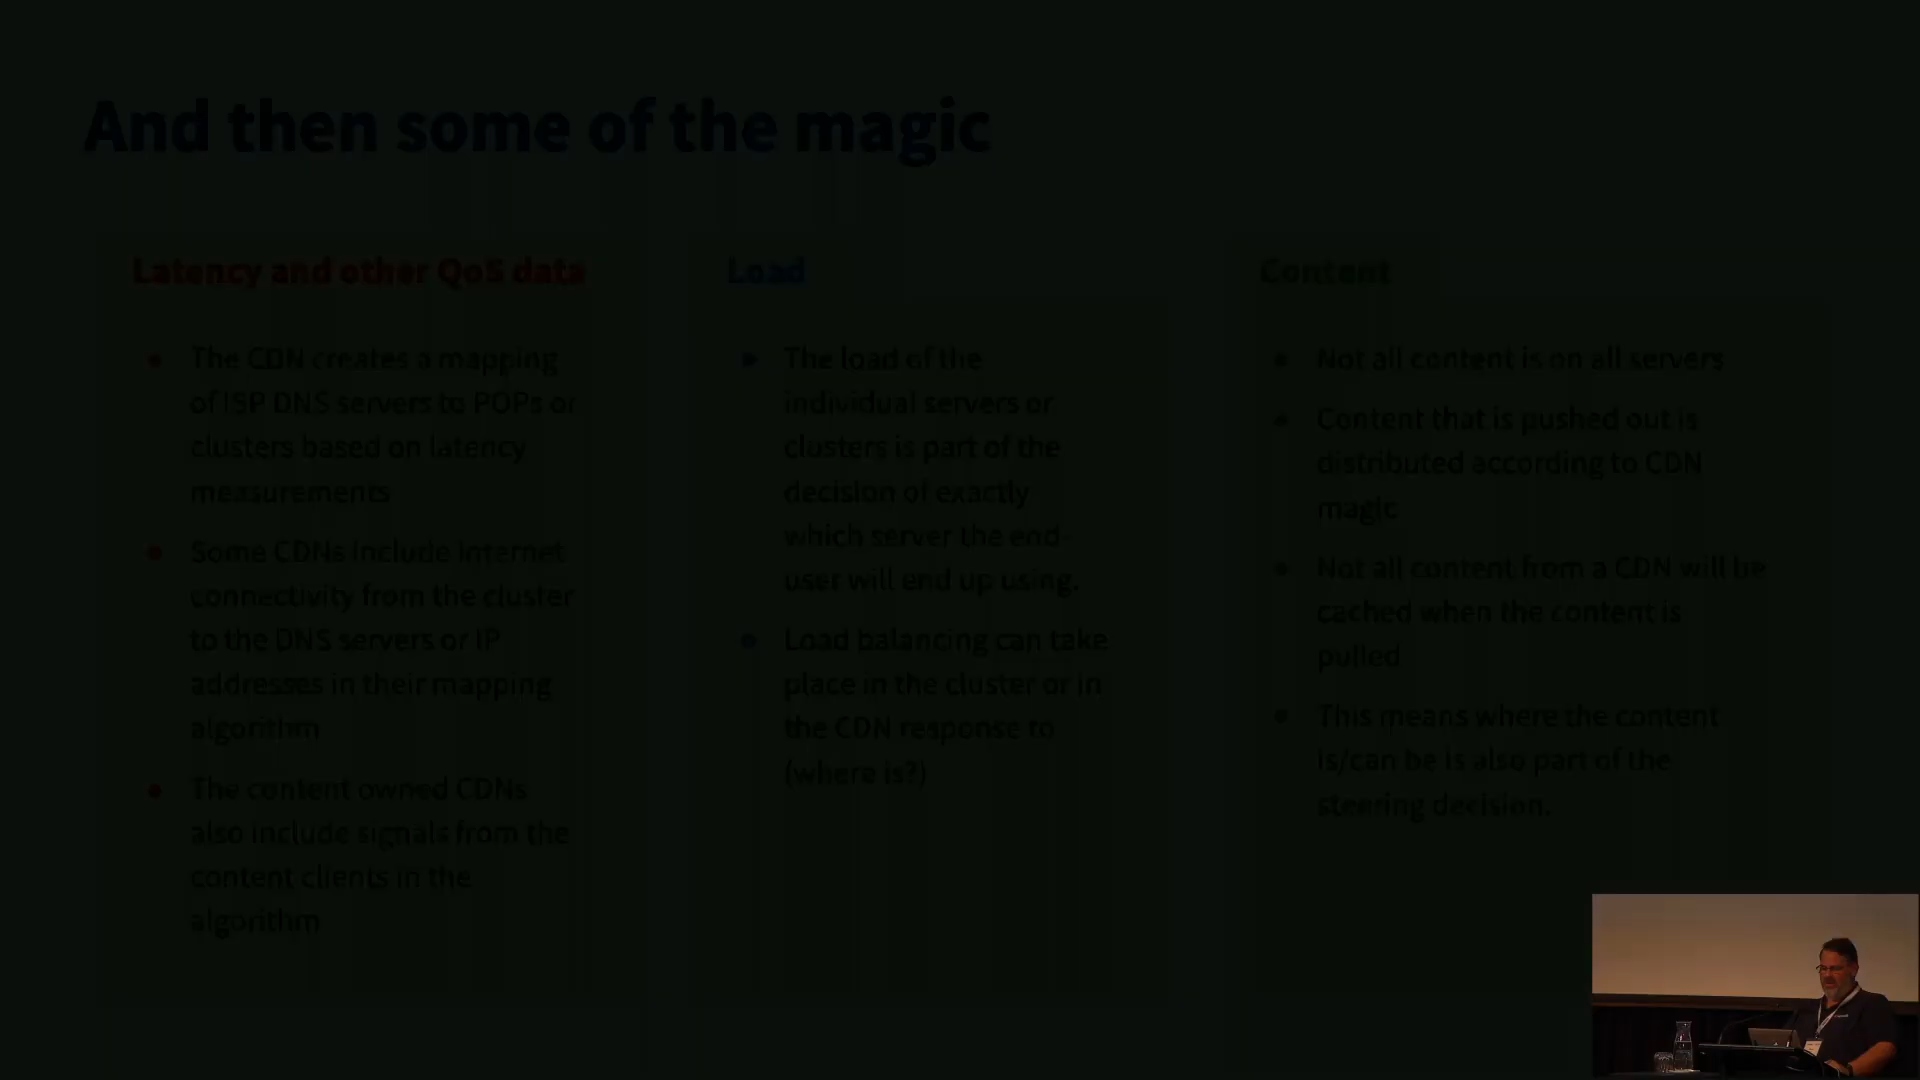 And then some of the magic
Latency and other QoS data
The CDN creates a mapping
of ISP DNS servers to POPs or
clusters based on latency
measurements
Some CDNs include internet
connectivity from the cluster
to the DNS servers or IP
addresses in their mapping
algorithm
The content owned CDNs
also include signals from the
content clients in the
algorithm
Load
The load of the
individual servers or
clusters is part of the
decision of exactly
which server the end-
user will end up using.
Load balancing can take
place in the cluster or in
the CDN response to
(where is?)
Content
Not all content is on all servers
Content that is pushed out is
distributed according to CDN
magic
Not all content from a CDN will be
cached when the content is
pulled
This means where the content
is/can be is also part of the
steering decision.